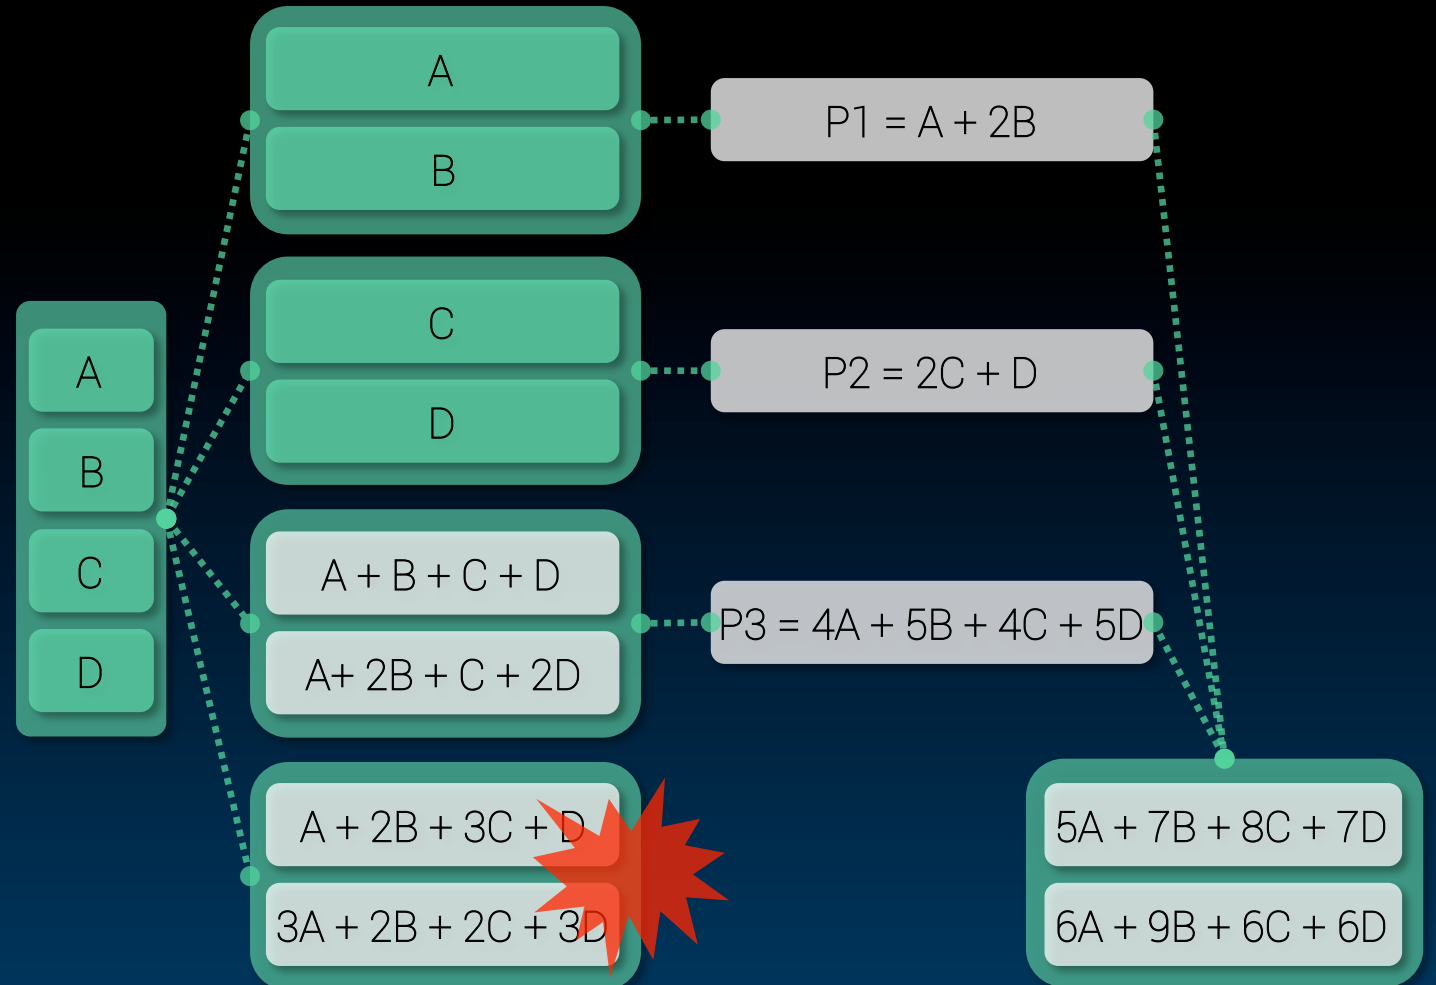 A
B
C
D
A
B
C
D
A + B + C + D
A+ 2B + C + 2D
A + 2B + 3C + D
3A + 2B + 2C + 3D
P1 = A + 2B
P2 = 2C + D
P3 = 4A + 5B + 4C + 5D
5A + 7B + 8C + 7D
6A + 9B + 6C + 6D